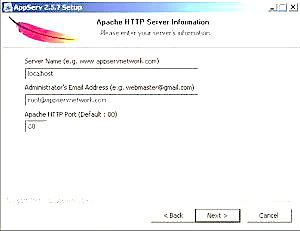 AppServ 2.5.7 Setup
Apache HTTP Server Information
Please enter your server's information.
Server Name (e.g. www.appservnetwork.com)
localhost
Administrator's Email Address (e.g. webmaster@gmail.com)
root@appservnetwork.com
Apache HTTP Port (Default : 80)
80
< Back
Next >
Cancel